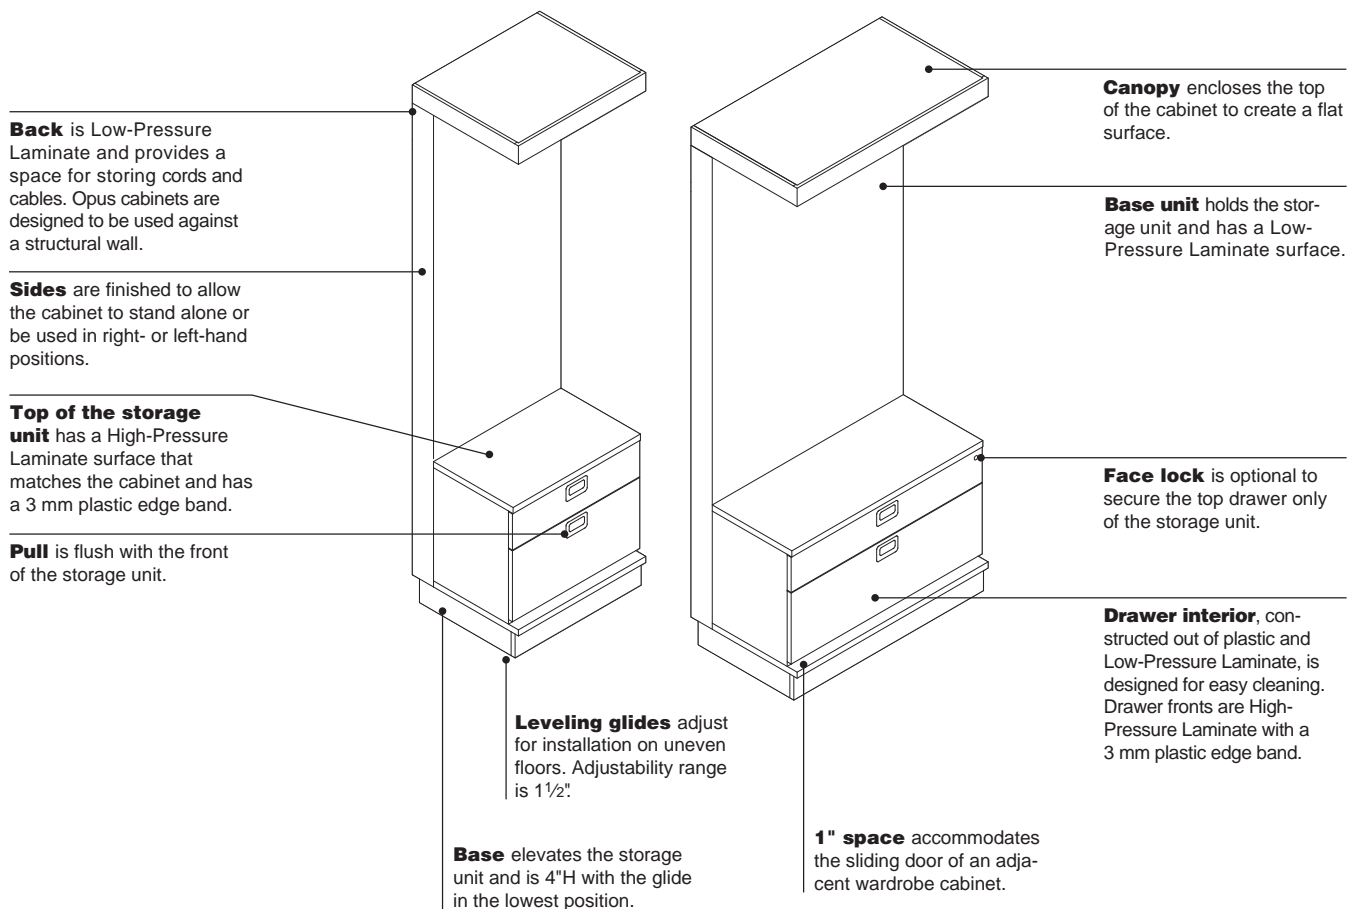 Back is Low-Pressure
Laminate and provides a
space for storing cords and
cables. Opus cabinets are
designed to be used against
a structural wall.
Sides are finished to allow
the cabinet to stand alone or
be used in right- or left-hand
positions.
Top of the storage
unit has a High-Pressure
Laminate surface that
matches the cabinet and has
a 3 mm plastic edge band.
Pull is flush with the front
of the storage unit.
Leveling glides adjust
for installation on uneven
floors. Adjustability range
is 1½".
Base elevates the storage
unit and is 4"H with the glide
in the lowest position.
1" space accommodates
the sliding door of an adja-
cent wardrobe cabinet.
Canopy encloses the top
of the cabinet to create a flat
surface.
Base unit holds the stor-
age unit and has a Low-
Pressure Laminate surface.
Face lock is optional to
secure the top drawer only
of the storage unit.
Drawer interior, con-
structed out of plastic and
Low-Pressure Laminate, is
designed for easy cleaning.
Drawer fronts are High-
Pressure Laminate with a
3 mm plastic edge band.